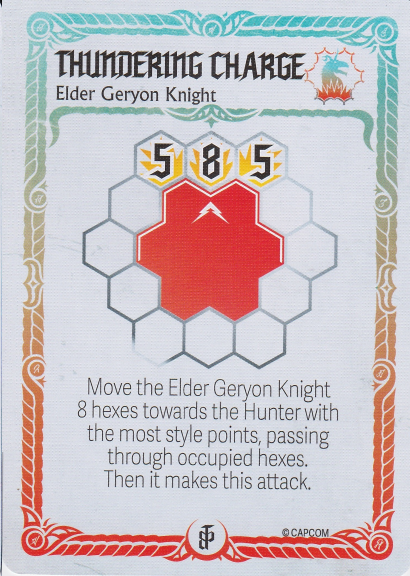 THUNDERING CHARGE
Elder Geryon Knight
5 8 5
Move the Elder Geryon Knight
8 hexes towards the Hunter with
the most style points, passing
through occupied hexes.
Then it makes this attack.
© CAPCOM